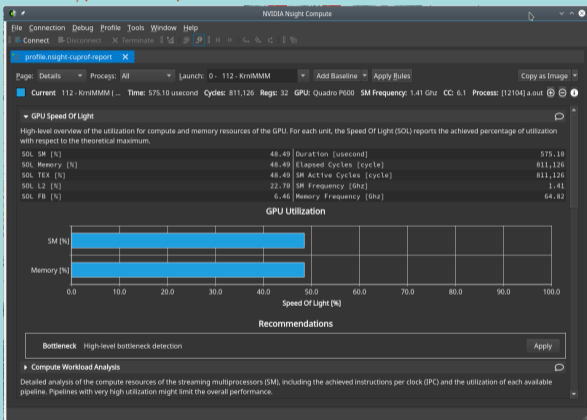 NVIDIA Nsight Compute
File Connection Debug Profile Tools Window Help
Connect Disconnect Terminate
profile.nsight-cuprof-report X
Page: Details Process: All Launch: 0 - 112 - KrnlMMM Add Baseline Apply Rules Copy as Image
Current 112 - KrnlMMM ( ... Time: 575.10 usecond Cycles: 811,126 Regs: 32 GPU: Quadro P600 SM Frequency: 1.41 Ghz CC: 6.1 Process: [12104] a.out
GPU Speed Of Light
High-level overview of the utilization for compute and memory resources of the GPU. For each unit, the Speed Of Light (SOL) reports the achieved percentage of utilization
with respect to the theoretical maximum.
SOL SM [%] 48.49 Duration [usecond] 575.10
SOL Memory [%] 48.49 Elapsed Cycles [cycle] 811,126
SOL TEX [%] 48.49 SM Active Cycles [cycle] 811,126
SOL L2 [%] 22.70 SM Frequency [Ghz] 1.41
SOL FB [%] 6.46 Memory Frequency [Ghz] 64.82
GPU Utilization
SM [%]
Memory [%]
0.0 10.0 20.0 30.0 40.0 50.0 60.0 70.0 80.0 90.0 100.0
Speed Of Light [%]
Recommendations
Bottleneck High-level bottleneck detection Apply
Compute Workload Analysis
Detailed analysis of the compute resources of the streaming multiprocessors (SM), including the achieved instructions per clock (IPC) and the utilization of each available
pipeline. Pipelines with very high utilization might limit the overall performance.